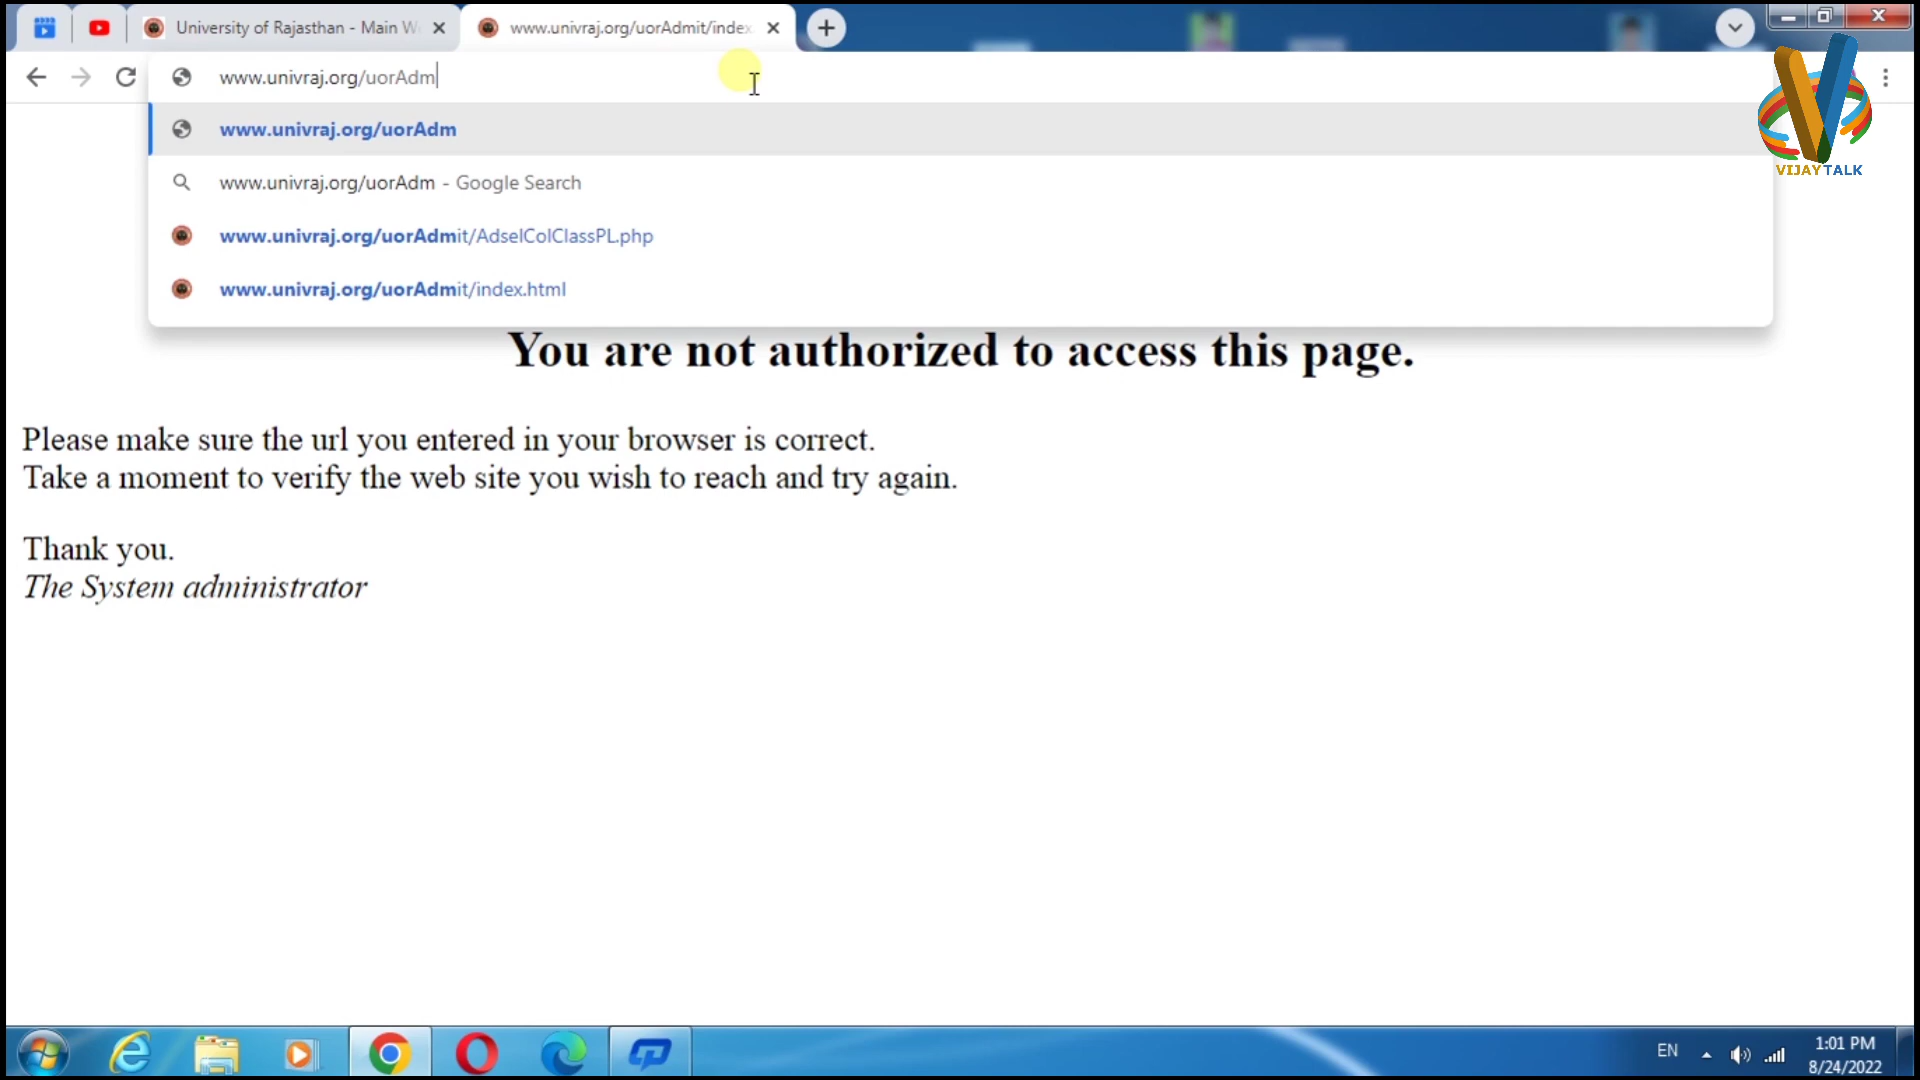 University of Rajasthan - Main W
www.univraj.org/uorAdmit/index
www.univraj.org/uorAdm
www.univraj.org/uorAdm
www.univraj.org/uorAdm - Google Search
www.univraj.org/uorAdmit/AdselColClassPL.php
www.univraj.org/uorAdmit/index.html
VIJAYTALK
You are not authorized to access this page.
Please make sure the url you entered in your browser is correct.
Take a moment to verify the web site you wish to reach and try again.
Thank you.
The System administrator
EN
1:01 PM
8/24/2022